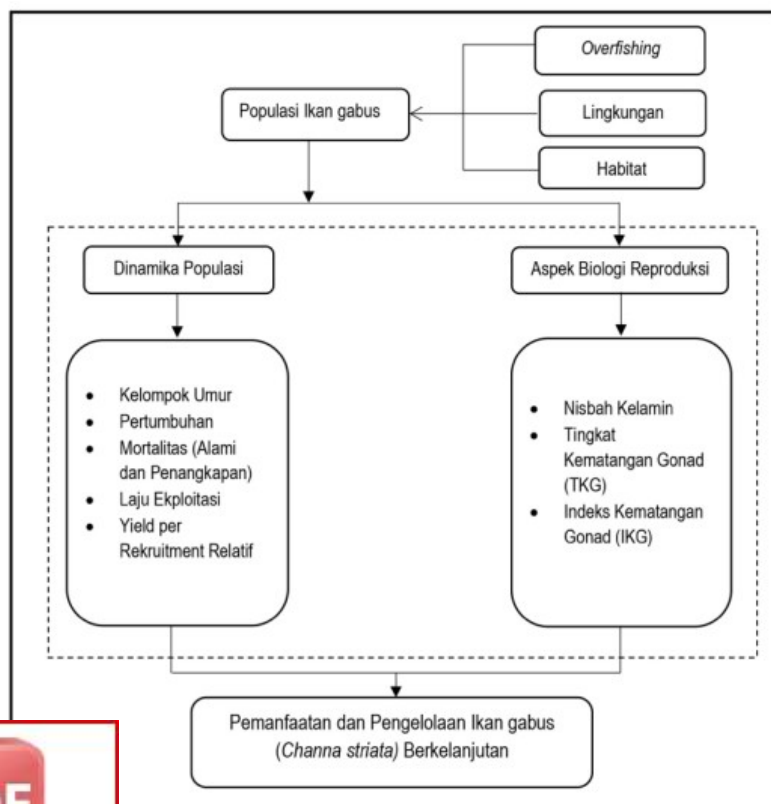 Overfishing
Populasi Ikan gabus
Lingkungan
Habitat
Dinamika Populasi
Aspek Biologi Reproduksi
• Kelompok Umur
• Pertumbuhan
• Mortalitas (Alami
dan Penangkapan)
• Laju Ekploitasi
• Yield per
Rekruitment Relatif
• Nisbah Kelamin
• Tingkat
Kematangan Gonad
(TKG)
• Indeks Kematangan
Gonad (IKG)
Pemanfaatan dan Pengelolaan Ikan gabus
(Channa striata) Berkelanjutan